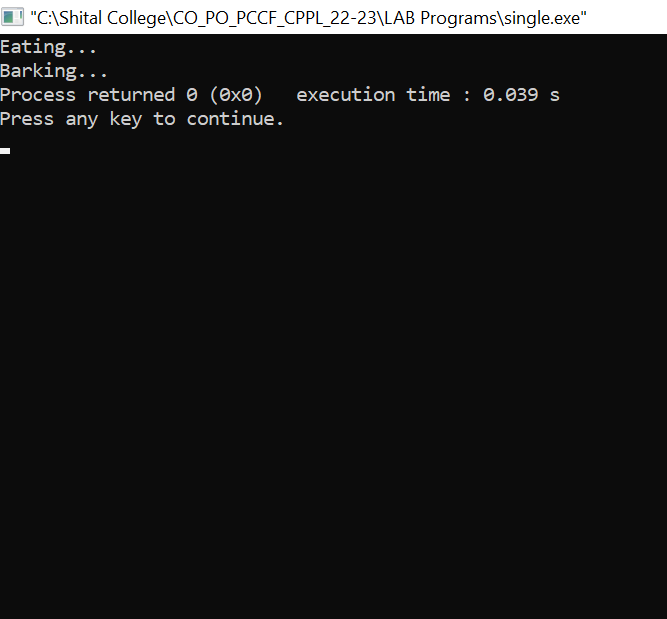 "C:\Shital College\CO_PO_PCCF_CPPL_22-23\LAB Programs\single.exe"
Eating...
Barking...
Process returned 0 (0x0)   execution time : 0.039 s
Press any key to continue.